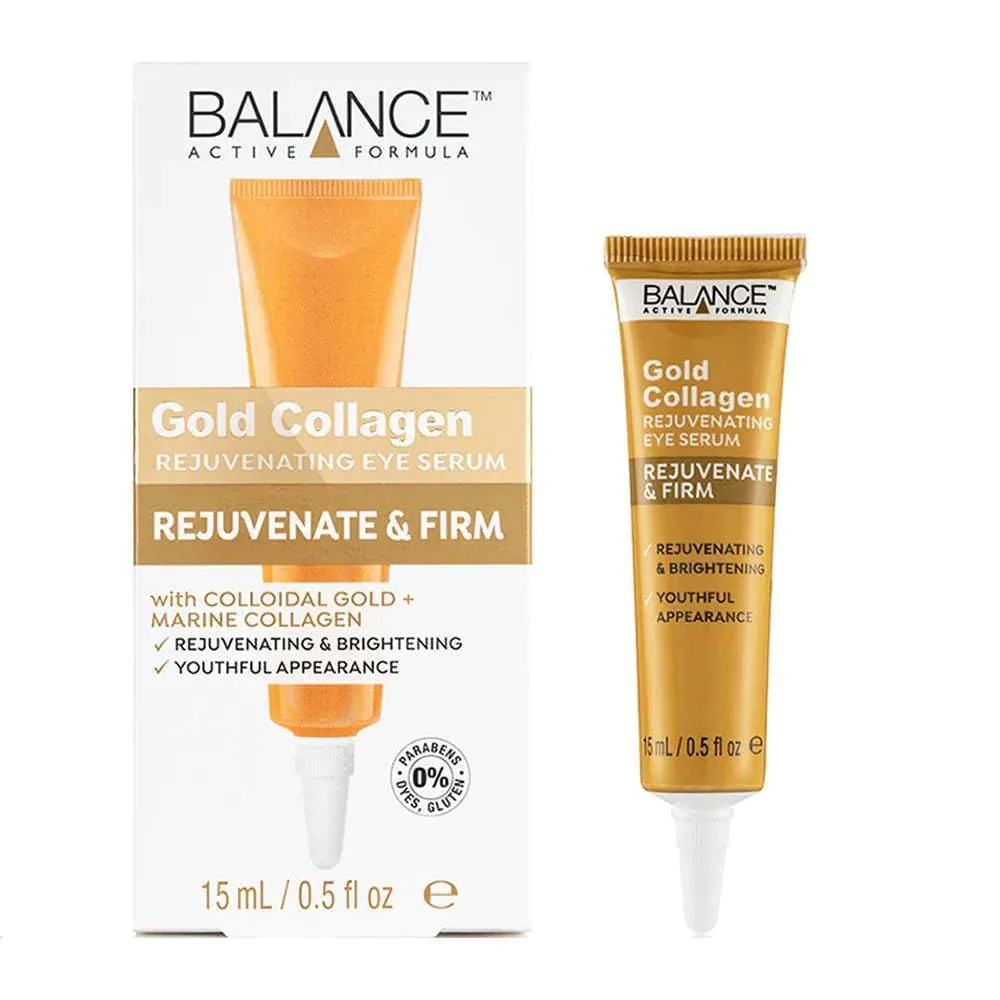 BALANCE™
ACTIVE FORMULA
Gold Collagen
REJUVENATING EYE SERUM
REJUVENATE & FIRM
with COLLOIDAL GOLD +
MARINE COLLAGEN
✓ REJUVENATING & BRIGHTENING
✓ YOUTHFUL APPEARANCE
PARABENS
0%
DYES, GLUTEN
15 mL / 0.5 fl oz ℮
BALANCE™
ACTIVE FORMULA
Gold
Collagen
REJUVENATING
EYE SERUM
REJUVENATE
& FIRM
✓ REJUVENATING
& BRIGHTENING
✓ YOUTHFUL
APPEARANCE
15 mL / 0.5 fl oz ℮